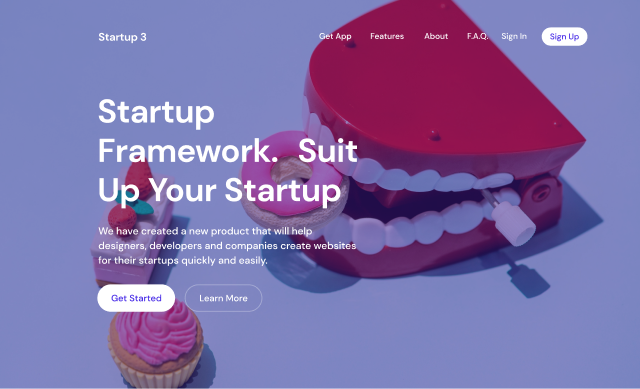 Startup 3
Get App Features About F.A.Q. Sign In Sign Up
Startup
Framework. Suit
Up Your Startup
We have created a new product that will help
designers, developers and companies create websites
for their startups quickly and easily.
Get Started Learn More